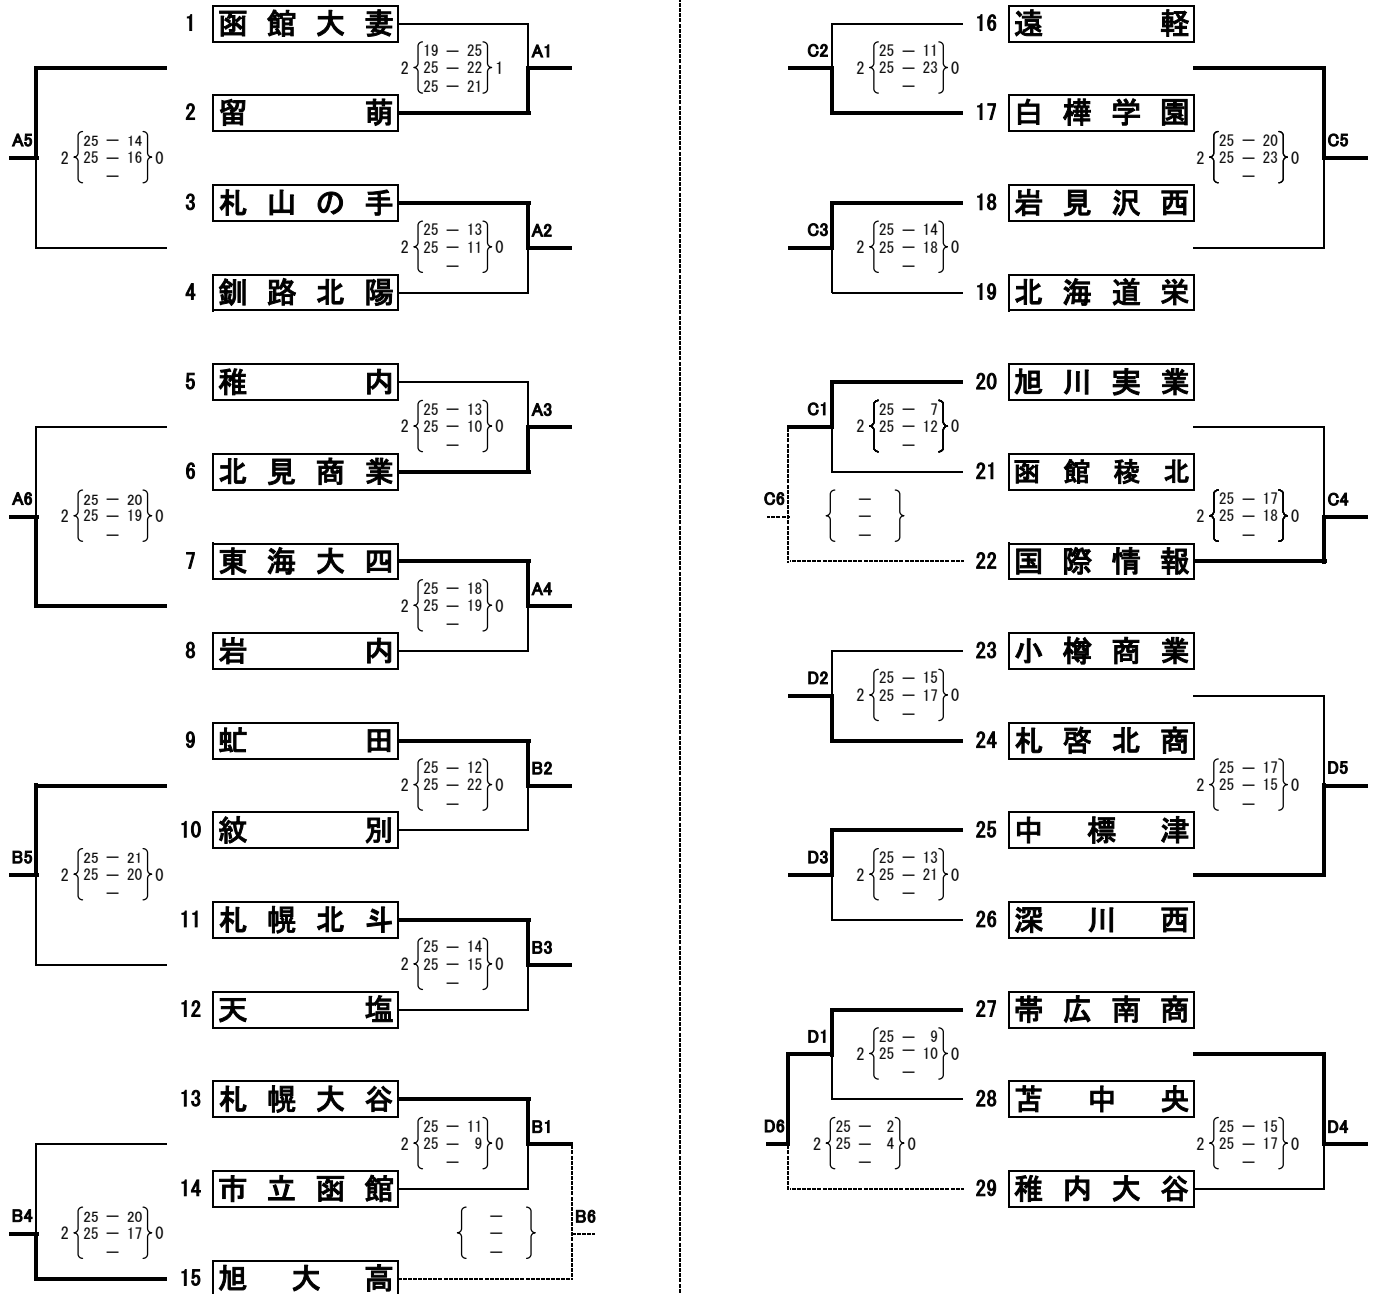 1 函館大妻
19 － 25
2 25 － 22 1
25 － 21
A1
2 留萌
A5
25 － 14
2 25 － 16 0
－
3 札山の手
25 － 13
2 25 － 11 0
－
A2
4 釧路北陽
5 稚内
25 － 13
2 25 － 10 0
－
A3
6 北見商業
A6
25 － 20
2 25 － 19 0
－
7 東海大四
25 － 18
2 25 － 19 0
－
A4
8 岩内
9 虻田
25 － 12
2 25 － 22 0
－
B2
10 紋別
B5
25 － 21
2 25 － 20 0
－
11 札幌北斗
25 － 14
2 25 － 15 0
－
B3
12 天塩
13 札幌大谷
25 － 11
2 25 － 9 0
－
B1
14 市立函館
B4
25 － 20
2 25 － 17 0
－
－
－
－
B6
15 旭大高
16 遠軽
C2
25 － 11
2 25 － 23 0
－
17 白樺学園
25 － 20
2 25 － 23 0
－
C5
18 岩見沢西
C3
25 － 14
2 25 － 18 0
－
19 北海道栄
20 旭川実業
C1
25 － 7
2 25 － 12 0
－
21 函館稜北
C6
－
－
－
25 － 17
2 25 － 18 0
－
C4
22 国際情報
23 小樽商業
D2
25 － 15
2 25 － 17 0
－
24 札啓北商
25 － 17
2 25 － 15 0
－
D5
25 中標津
D3
25 － 13
2 25 － 21 0
－
26 深川西
27 帯広南商
D1
25 － 9
2 25 － 10 0
－
28 苫中央
D6
25 － 2
2 25 － 4 0
－
25 － 15
2 25 － 17 0
－
D4
29 稚内大谷